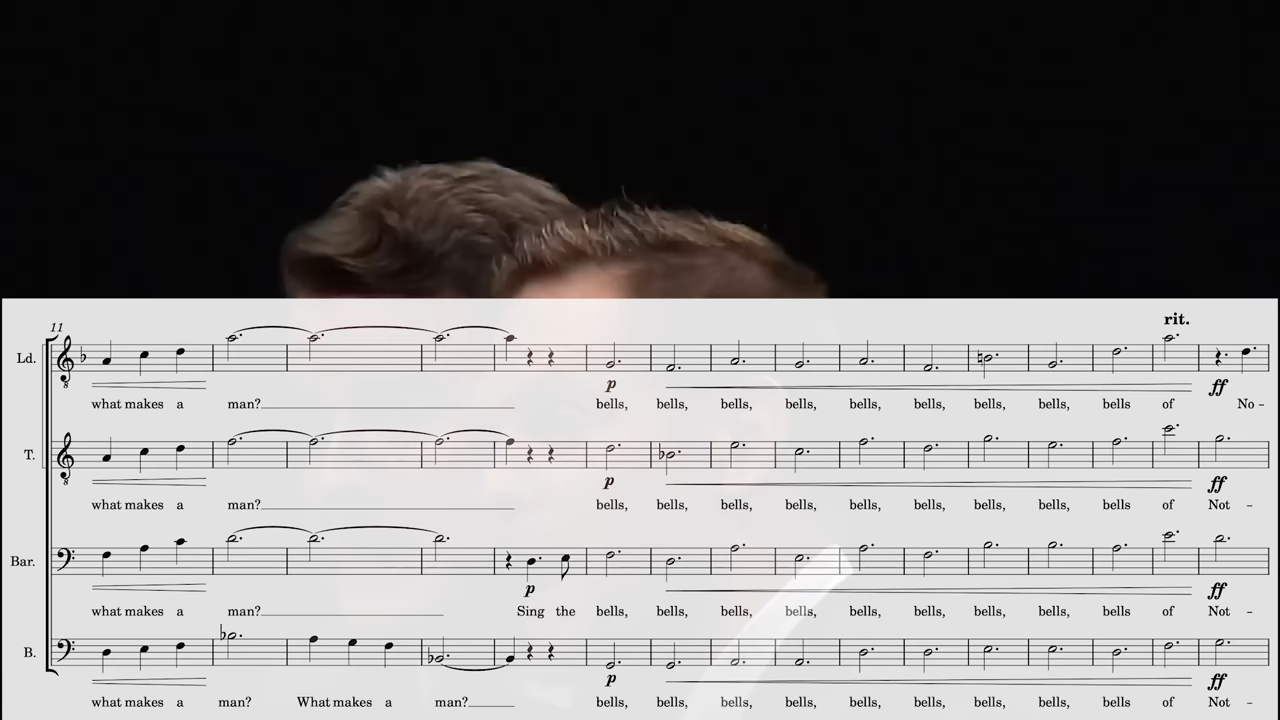 11
rit.
Ld.
p
ff
what makes a man? bells, bells, bells, bells, bells, bells, bells, bells, bells of No -
T.
p
ff
what makes a man? bells, bells, bells, bells, bells, bells, bells, bells, bells of Not -
Bar.
p
ff
what makes a man? Sing the bells, bells, bells, bells, bells, bells, bells, bells, bells of Not -
B.
p
ff
what makes a man? What makes a man? bells, bells, bells, bells, bells, bells, bells, bells, bells of Not -